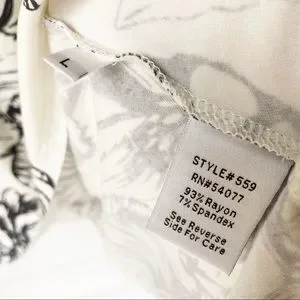 L
STYLE# 559
RN#54077
93% Rayon
7% Spandex
See Reverse
Side For Care